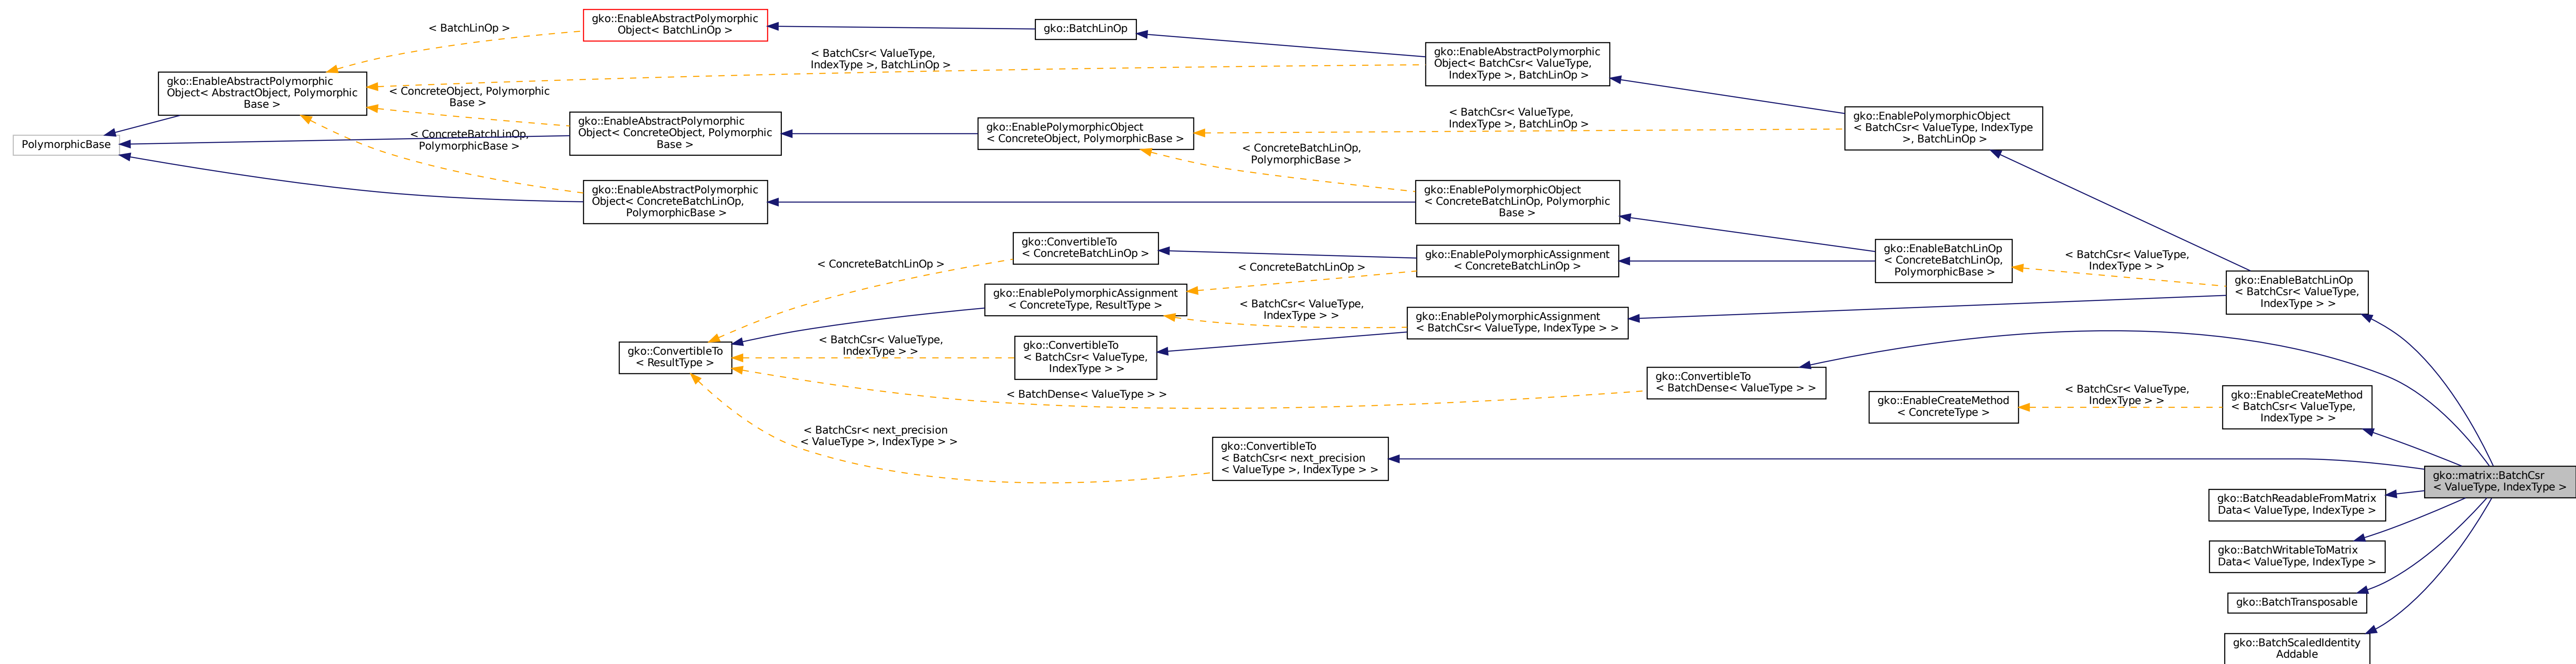 gko::EnableAbstractPolymorphic
Object< BatchLinOp >
< BatchLinOp >
gko::BatchLinOp
< BatchCsr< ValueType,
IndexType >, BatchLinOp >
gko::EnableAbstractPolymorphic
Object< BatchCsr< ValueType,
IndexType >, BatchLinOp >
gko::EnableAbstractPolymorphic
Object< AbstractObject, Polymorphic
Base >
< ConcreteObject, Polymorphic
Base >
gko::EnableAbstractPolymorphic
Object< ConcreteObject, Polymorphic
Base >
gko::EnablePolymorphicObject
< ConcreteObject, PolymorphicBase >
< BatchCsr< ValueType,
IndexType >, BatchLinOp >
gko::EnablePolymorphicObject
< BatchCsr< ValueType, IndexType
>, BatchLinOp >
PolymorphicBase
< ConcreteBatchLinOp,
PolymorphicBase >
< ConcreteBatchLinOp,
PolymorphicBase >
gko::EnableAbstractPolymorphic
Object< ConcreteBatchLinOp,
PolymorphicBase >
gko::EnablePolymorphicObject
< ConcreteBatchLinOp, Polymorphic
Base >
gko::ConvertibleTo
< ConcreteBatchLinOp >
gko::EnablePolymorphicAssignment
< ConcreteBatchLinOp >
gko::EnableBatchLinOp
< ConcreteBatchLinOp,
PolymorphicBase >
< BatchCsr< ValueType,
IndexType > >
gko::EnableBatchLinOp
< BatchCsr< ValueType,
IndexType > >
< ConcreteBatchLinOp >
< ConcreteBatchLinOp >
gko::EnablePolymorphicAssignment
< ConcreteType, ResultType >
< BatchCsr< ValueType,
IndexType > >
gko::EnablePolymorphicAssignment
< BatchCsr< ValueType, IndexType > >
gko::ConvertibleTo
< ResultType >
< BatchCsr< ValueType,
IndexType > >
gko::ConvertibleTo
< BatchCsr< ValueType,
IndexType > >
< BatchDense< ValueType > >
gko::ConvertibleTo
< BatchDense< ValueType > >
gko::EnableCreateMethod
< ConcreteType >
< BatchCsr< ValueType,
IndexType > >
gko::EnableCreateMethod
< BatchCsr< ValueType,
IndexType > >
< BatchCsr< next_precision
< ValueType >, IndexType > >
gko::ConvertibleTo
< BatchCsr< next_precision
< ValueType >, IndexType > >
gko::matrix::BatchCsr
< ValueType, IndexType >
gko::BatchReadableFromMatrix
Data< ValueType, IndexType >
gko::BatchWritableToMatrix
Data< ValueType, IndexType >
gko::BatchTransposable
gko::BatchScaledIdentity
Addable